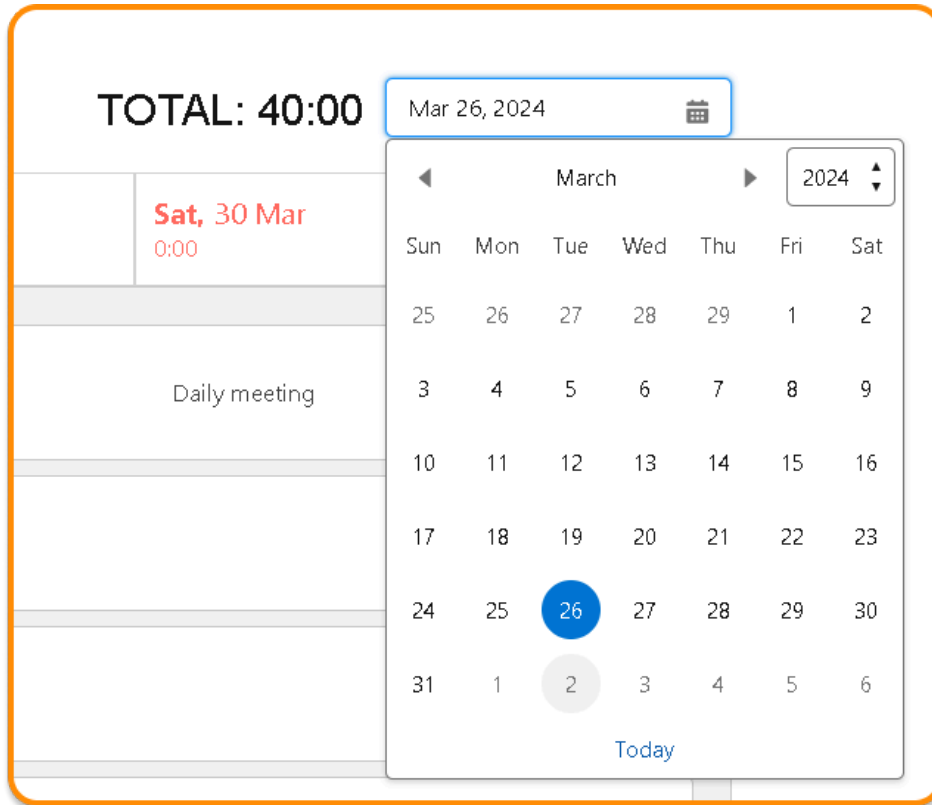 TOTAL: 40:00
Mar 26, 2024
March
2024
Sat, 30 Mar
0:00
Sun Mon Tue Wed Thu Fri Sat
25 26 27 28 29 1 2
Daily meeting
3 4 5 6 7 8 9
10 11 12 13 14 15 16
17 18 19 20 21 22 23
24 25 26 27 28 29 30
31 1 2 3 4 5 6
Today